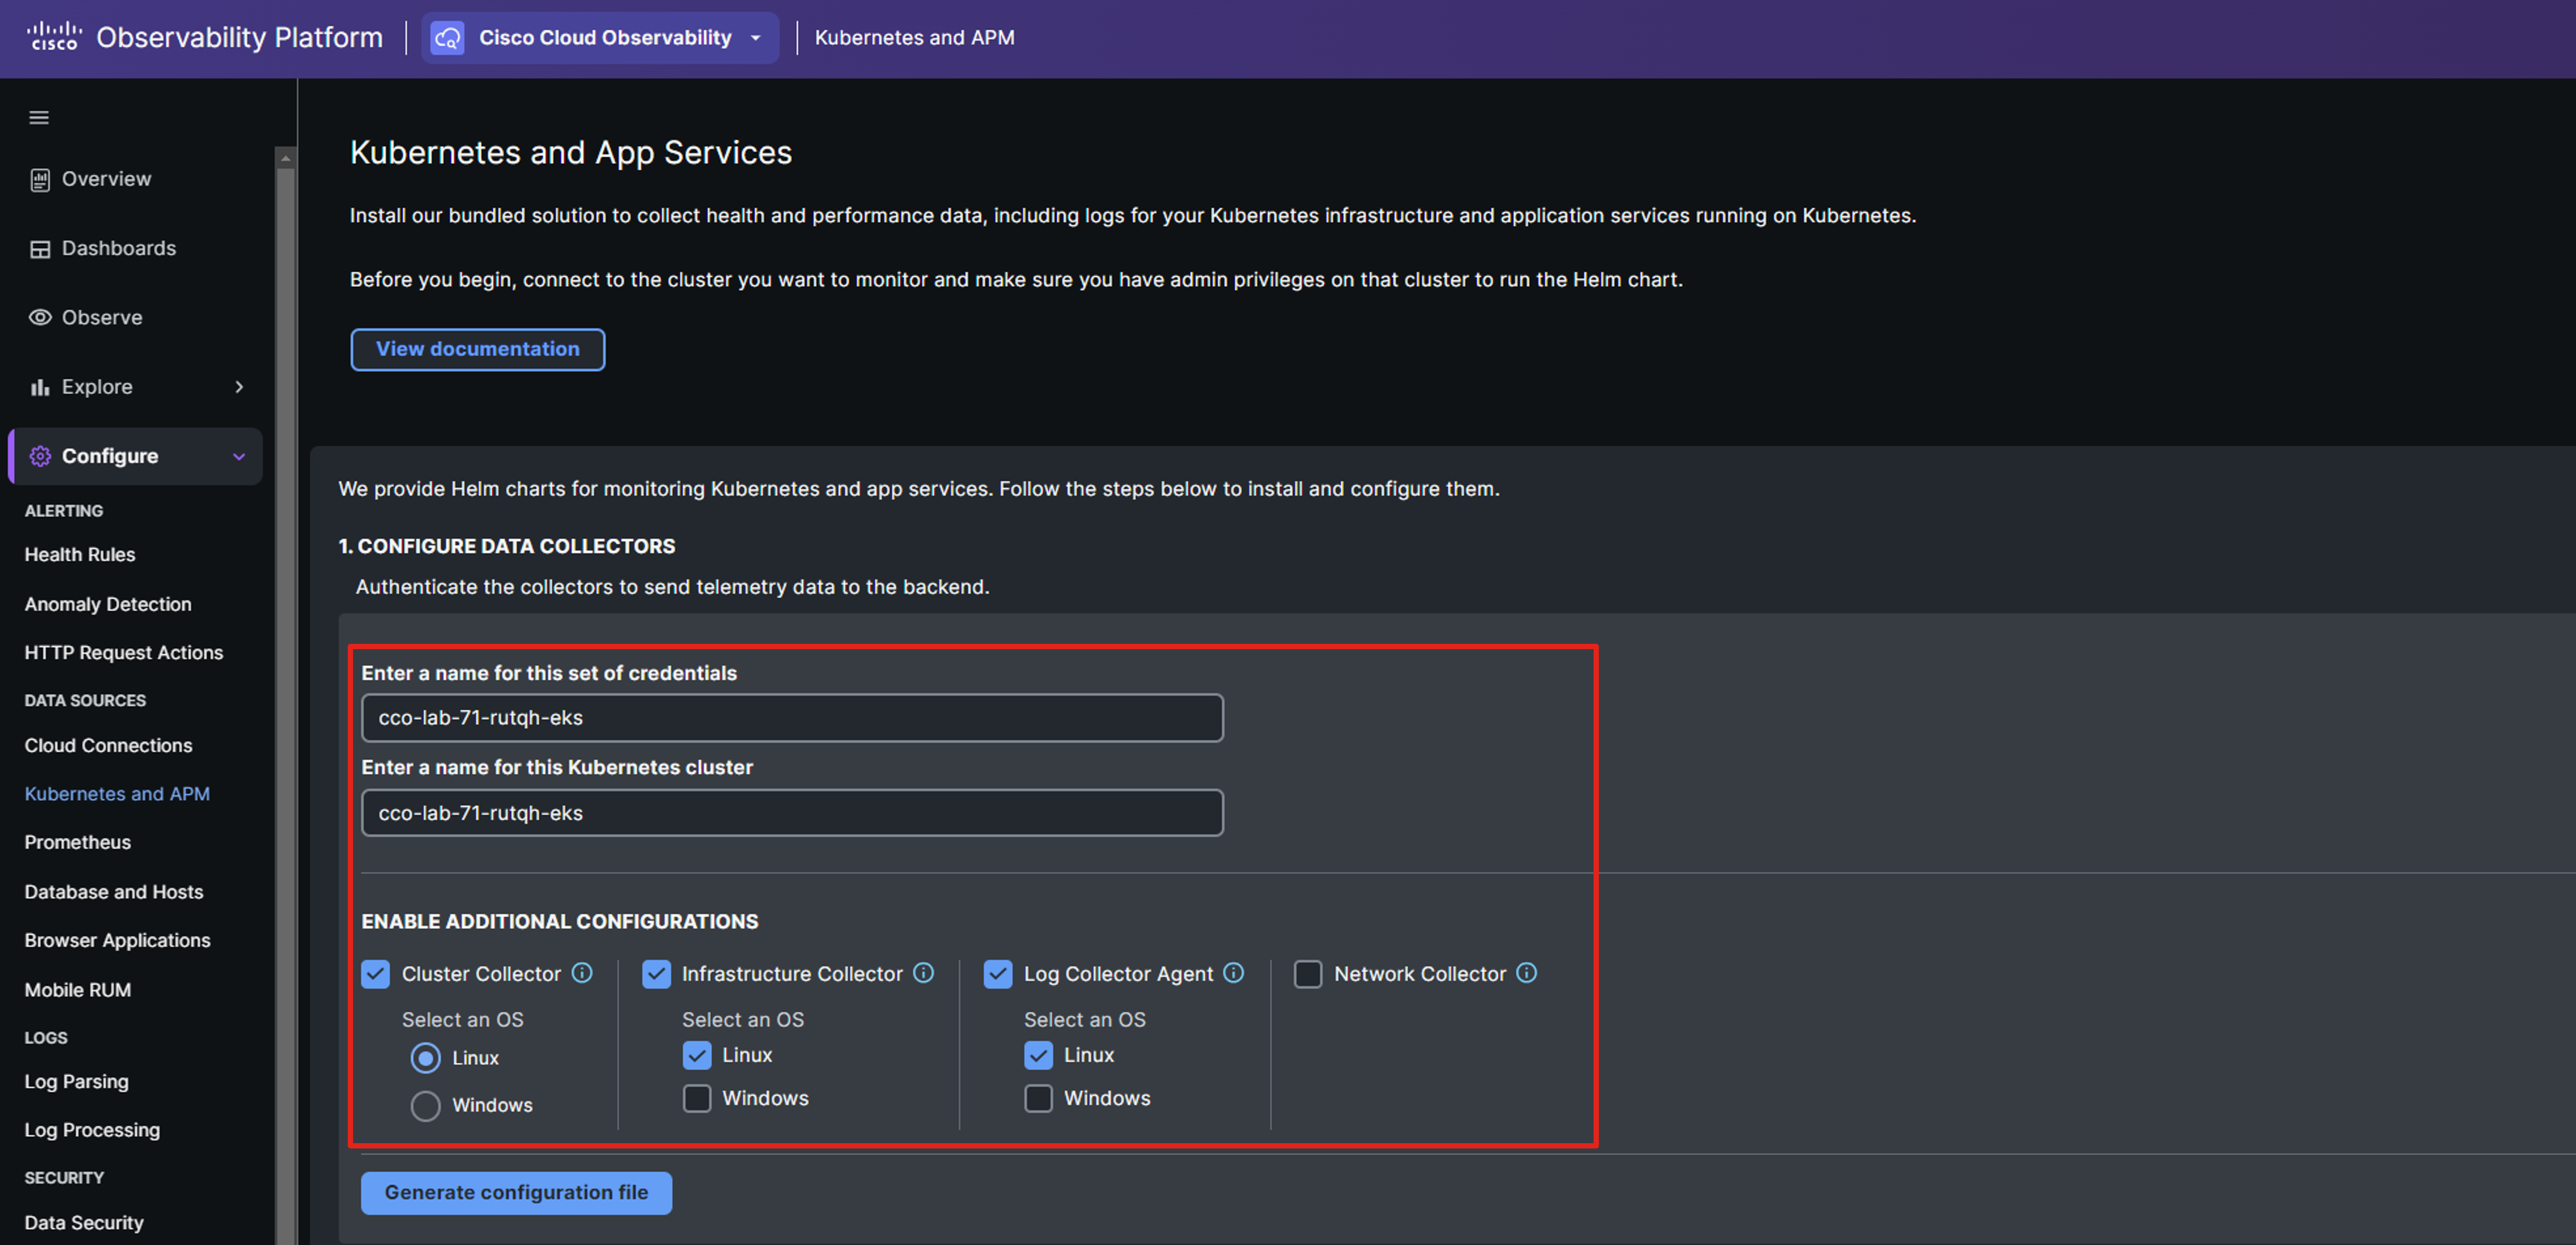 CISCO Observability Platform Cisco Cloud Observability Kubernetes and APM
Overview
Dashboards
Observe
Explore
Configure
ALERTING
Health Rules
Anomaly Detection
HTTP Request Actions
DATA SOURCES
Cloud Connections
Kubernetes and APM
Prometheus
Database and Hosts
Browser Applications
Mobile RUM
LOGS
Log Parsing
Log Processing
SECURITY
Data Security
Kubernetes and App Services
Install our bundled solution to collect health and performance data, including logs for your Kubernetes infrastructure and application services running on Kubernetes.
Before you begin, connect to the cluster you want to monitor and make sure you have admin privileges on that cluster to run the Helm chart.
View documentation
We provide Helm charts for monitoring Kubernetes and app services. Follow the steps below to install and configure them.
1. CONFIGURE DATA COLLECTORS
Authenticate the collectors to send telemetry data to the backend.
Enter a name for this set of credentials
cco-lab-71-rutqh-eks
Enter a name for this Kubernetes cluster
cco-lab-71-rutqh-eks
ENABLE ADDITIONAL CONFIGURATIONS
Cluster Collector
Select an OS
Linux
Windows
Infrastructure Collector
Select an OS
Linux
Windows
Log Collector Agent
Select an OS
Linux
Windows
Network Collector
Generate configuration file